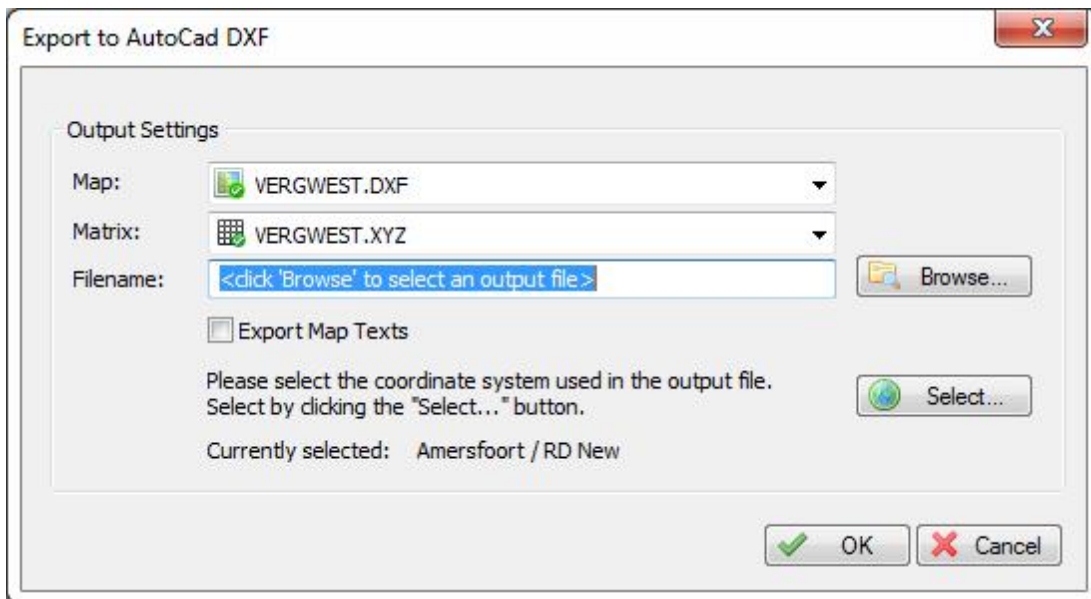 Export to AutoCad DXF
Output Settings
Map: VERGWEST.DXF
Matrix: VERGWEST.XYZ
Filename: <click 'Browse' to select an output file> Browse...
Export Map Texts
Please select the coordinate system used in the output file.
Select by clicking the "Select..." button. Select...
Currently selected: Amersfoort / RD New
OK Cancel